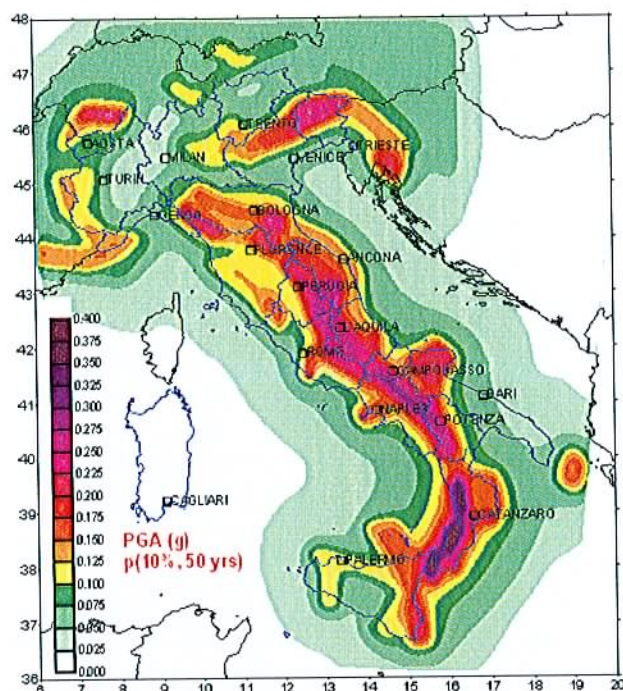 48
47
46
45
44
43
42
41
40
39
38
37
36
TRENTO
AOSTA
MILAN
VENICE
TRIESTE
TURIN
GENOA
BOLOGNA
FLORENCE
ANCONA
PERUGIA
L'AQUILA
ROME
CAMPOBASSO
BARI
NAPLES
POTENZA
CAGLIARI
CATANZARO
PALERMO
0.400
0.375
0.350
0.325
0.300
0.275
0.250
0.225
0.200
0.175
0.150
0.125
0.100
0.075
0.050
0.025
0.000
PGA (g)
p(10%, 50 yrs)
6 7 8 9 10 11 12 13 14 15 16 17 18 19 20